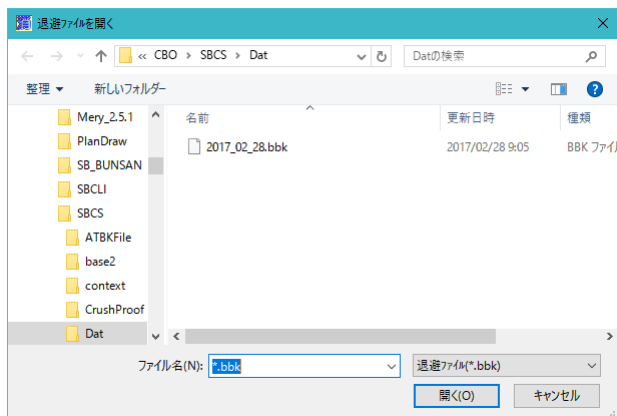 退避ﾌｧｲﾙを開く
« CBO > SBCS > Dat
Datの検索
整理 新しいフォルダー
名前 更新日時 種類
Mery_2.5.1
PlanDraw
SB_BUNSAN
SBCLI
SBCS
ATBKFile
base2
context
CrushProof
Dat
2017_02_28.bbk 2017/02/28 9:05 BBK ファイル
ファイル名(N): *.bbk 退避ﾌｧｲﾙ(*.bbk)
開く(O) キャンセル